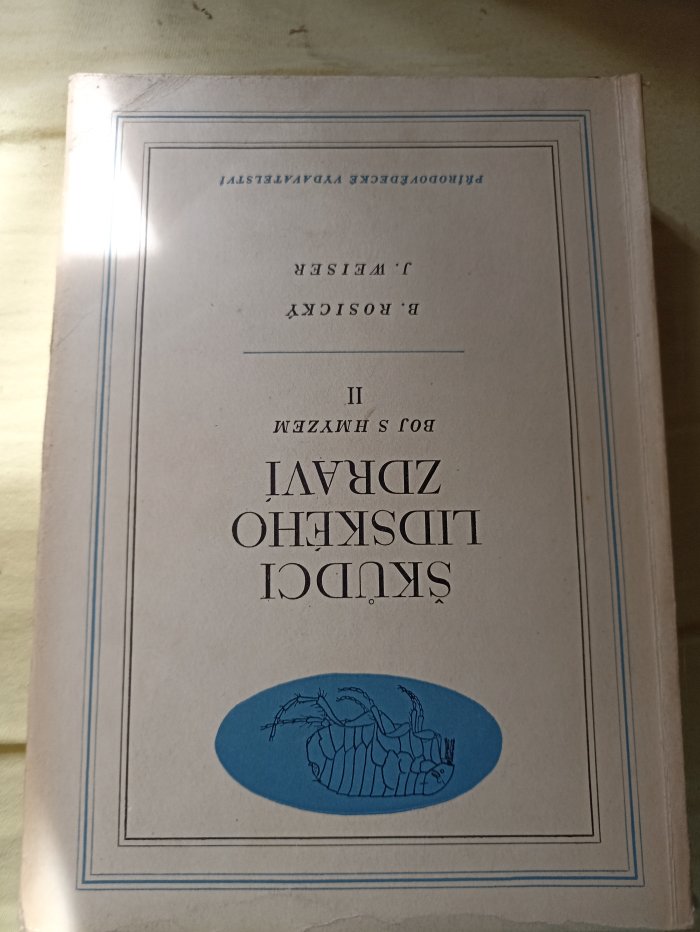 ŠKŮDCI
LIDSKÉHO
ZDRAVÍ
BOJ S HMYZEM
II
B. ROSICKÝ
J. WEISER
PŘÍRODOVĚDECKÉ VYDAVATELSTVÍ